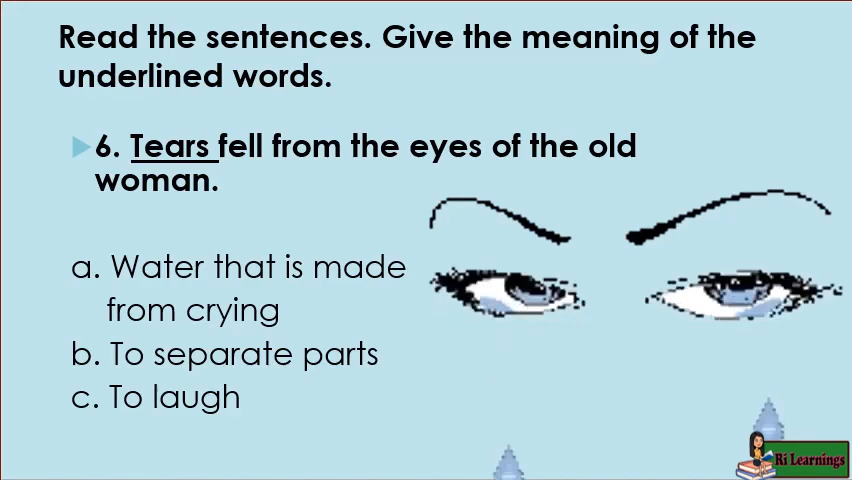 Read the sentences. Give the meaning of the
underlined words.
6. Tears fell from the eyes of the old
woman.
a. Water that is made
from crying
b. To separate parts
c. To laugh
Ri Learnings